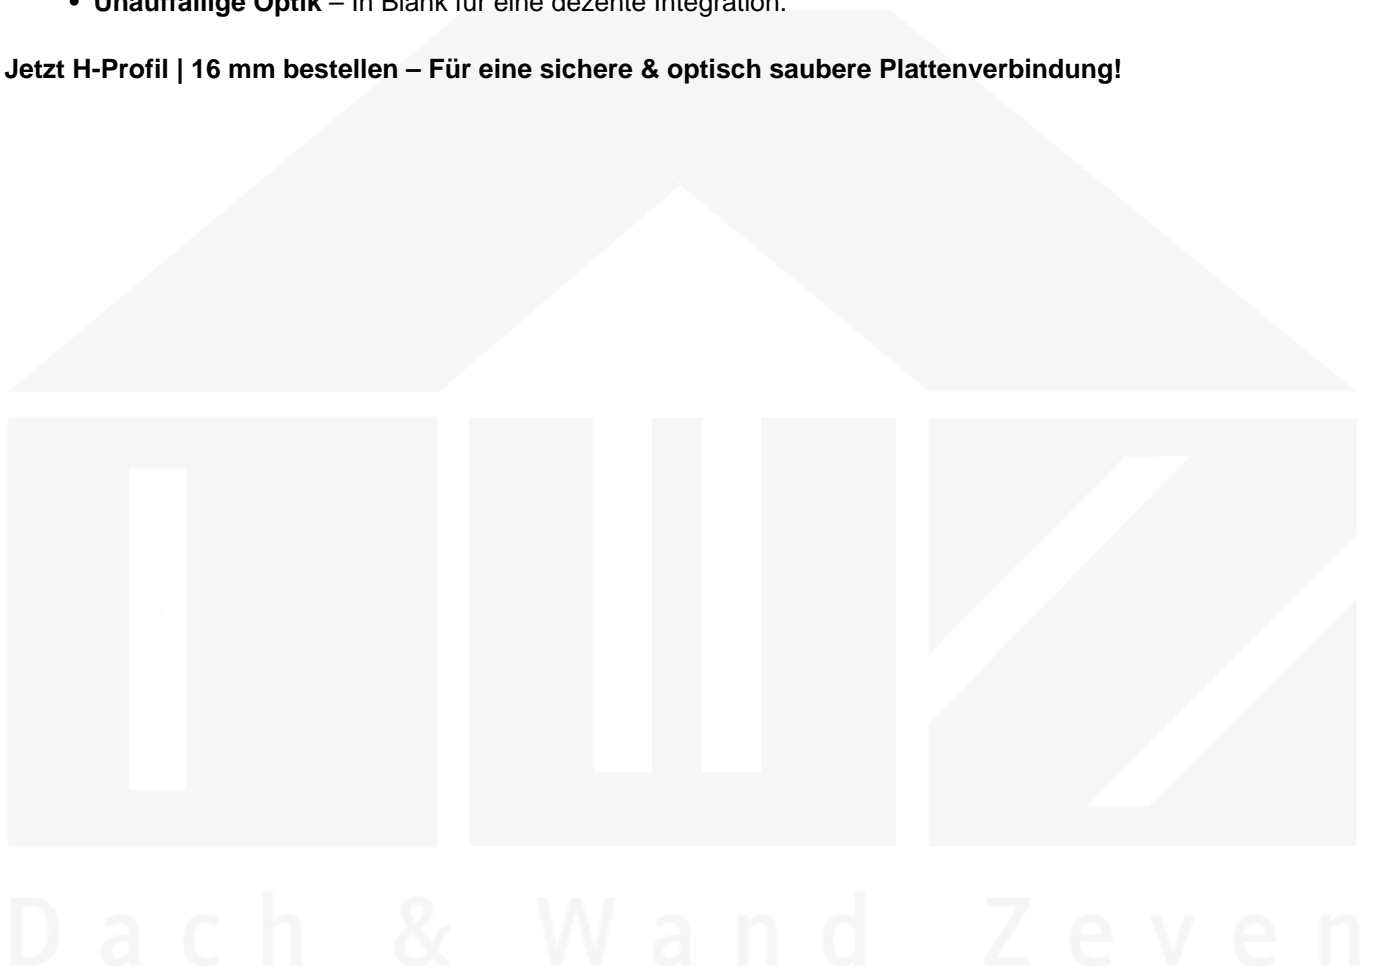 • Unauffällige Optik – In Blank für eine dezente Integration.
Jetzt H-Profil | 16 mm bestellen – Für eine sichere & optisch saubere Plattenverbindung!
Dach & Wand Zeven